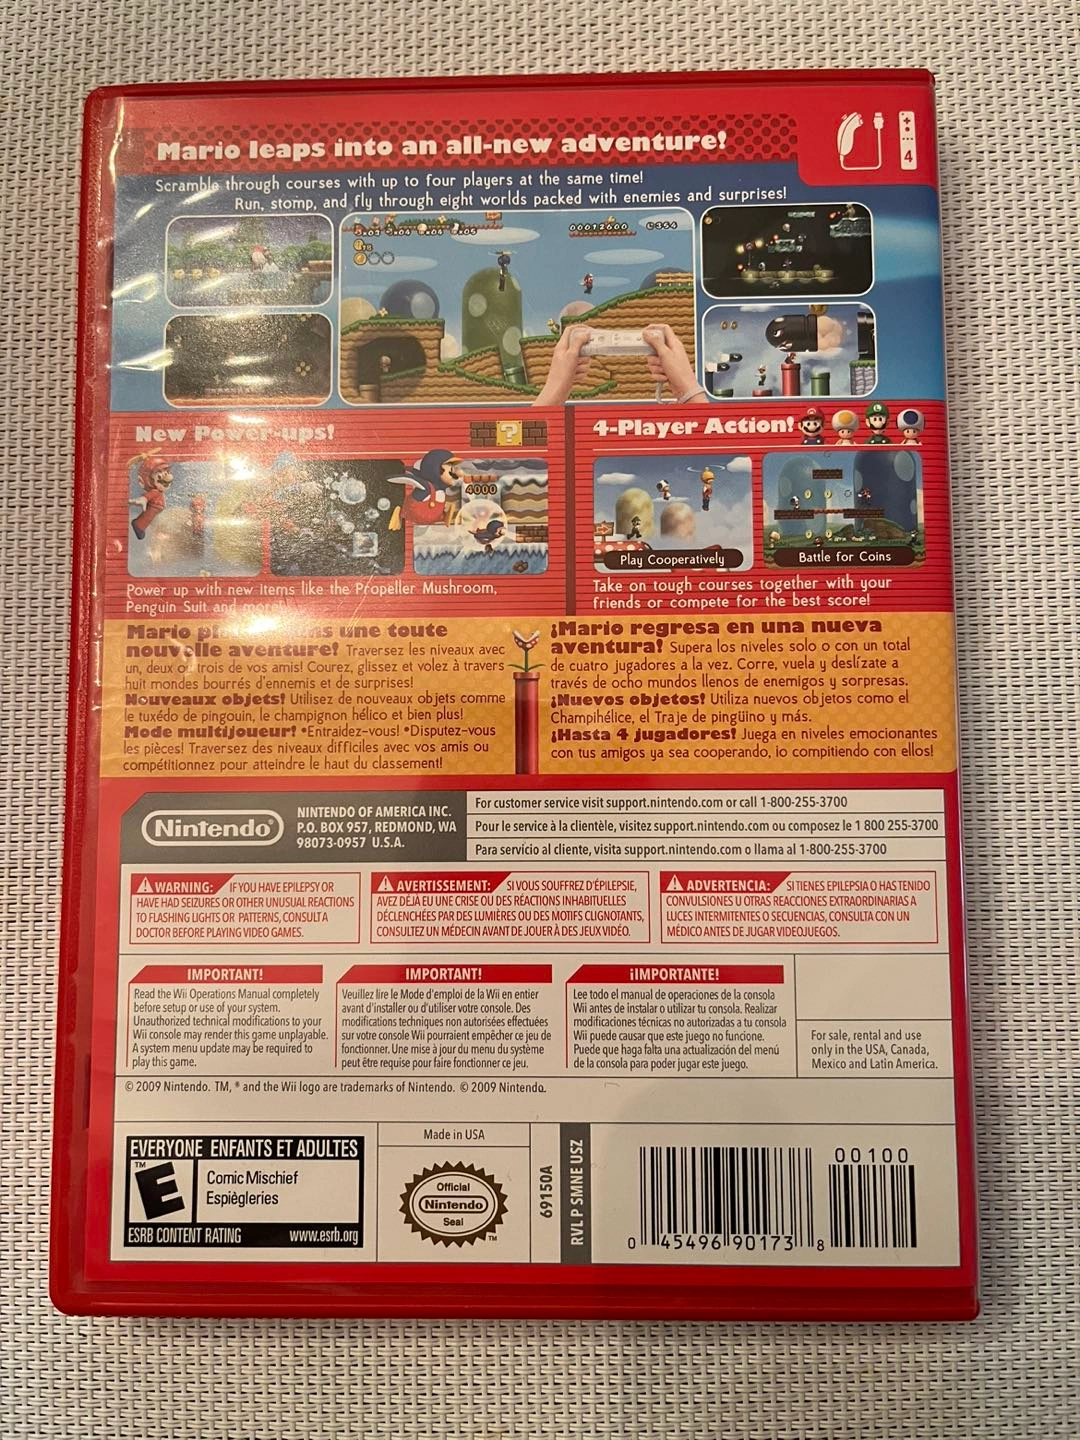 Mario leaps into an all-new adventure!
4
Scramble through courses with up to four players at the same time!
Run, stomp, and fly through eight worlds packed with enemies and surprises!
00012600 354
New Power-ups!
?
4-Player Action!
4000
Play Cooperatively
Battle for Coins
Power up with new items like the Propeller Mushroom,
Penguin Suit and more!
Take on tough courses together with your
friends or compete for the best score!
Mario dans une toute
nouvelle aventure! Traversez les niveaux avec
un, deux ou trois de vos amis! Courez, glissez et volez à travers
huit mondes bourrés d'ennemis et de surprises!
Nouveaux objets! Utilisez de nouveaux objets comme
le tuxédo de pingouin, le champignon hélico et bien plus!
Mode multijoueur! •Entraidez-vous! •Disputez-vous
les pièces! Traversez des niveaux difficiles avec vos amis ou
compétitionnez pour atteindre le haut du classement!
¡Mario regresa en una nueva
aventura! Supera los niveles solo o con un total
de cuatro jugadores a la vez. Corre, vuela y deslízate a
través de ocho mundos llenos de enemigos y sorpresas.
¡Nuevos objetos! Utiliza nuevos objetos como el
Champihélice, el Traje de pingüino y más.
¡Hasta 4 jugadores! Juega en niveles emocionantes
con tus amigos ya sea cooperando, io compitiendo con ellos!
Nintendo®
NINTENDO OF AMERICA INC.
P.O. BOX 957, REDMOND, WA
98073-0957 U.S.A.
For customer service visit support.nintendo.com or call 1-800-255-3700
Pour le service à la clientèle, visitez support.nintendo.com ou composez le 1 800 255-3700
Para servicio al cliente, visita support.nintendo.com o llama al 1-800-255-3700
WARNING: IF YOU HAVE EPILEPSY OR
HAVE HAD SEIZURES OR OTHER UNUSUAL REACTIONS
TO FLASHING LIGHTS OR PATTERNS, CONSULT A
DOCTOR BEFORE PLAYING VIDEO GAMES.
AVERTISSEMENT: SI VOUS SOUFFREZ D'ÉPILEPSIE,
AVEZ DÉJÀ EU UNE CRISE OU DES RÉACTIONS INHABITUELLES
DÉCLENCHÉES PAR DES LUMIÈRES OU DES MOTIFS CLIGNOTANTS,
CONSULTEZ UN MÉDECIN AVANT DE JOUER À DES JEUX VIDÉO.
ADVERTENCIA: SI TIENES EPILEPSIA O HAS TENIDO
CONVULSIONES U OTRAS REACCIONES EXTRAORDINARIAS A
LUCES INTERMITENTES O SECUENCIAS, CONSULTA CON UN
MÉDICO ANTES DE JUGAR VIDEOJUEGOS.
IMPORTANT!
Read the Wii Operations Manual completely
before setup or use of your system.
Unauthorized technical modifications to your
Wii console may render this game unplayable.
A system menu update may be required to
play this game.
IMPORTANT!
Veuillez lire le Mode d'emploi de la Wii en entier
avant d'installer ou d'utiliser votre console. Des
modifications techniques non autorisées effectuées
sur votre console Wii pourraient empêcher ce jeu de
fonctionner. Une mise à jour du menu du système
peut être requise pour faire fonctionner ce jeu.
¡IMPORTANTE!
Lee todo el manual de operaciones de la consola
Wii antes de instalar o utilizar tu consola. Realizar
modificaciones técnicas no autorizadas a tu consola
Wii puede causar que este juego no funcione.
Puede que haga falta una actualización del menú
de la consola para poder jugar este juego.
For sale, rental and use
only in the USA, Canada,
Mexico and Latin America.
© 2009 Nintendo. TM, ® and the Wii logo are trademarks of Nintendo. © 2009 Nintendo.
EVERYONE ENFANTS ET ADULTES
TM
E
Comic Mischief
Espiègleries
ESRB CONTENT RATING www.esrb.org
Made in USA
Official
Nintendo
Seal
TM
69150A
RVL P SMNE USZ
00100
0 45496 90173 8